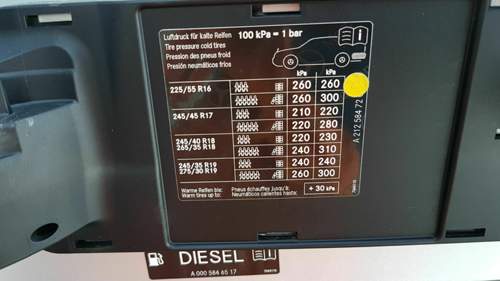 Luftdruck für kalte Reifen 100 kPa = 1 bar
Tire pressure cold tires
Pression des pneus froid
Presión neumáticos fríos
kPa kPa
225/55 R16 260 260
260 300
245/45 R17 210 220
220 280
245/40 R18 220 230
265/35 R18 240 310
245/35 R19 240 240
275/30 R19 260 300
Warme Reifen bis: Pneus échauffés jusqu'à:
Warm tires up to: Neumáticos calientes hasta:
+ 30 kPa
A 212 584 72
DIESEL
A 000 584 65 17